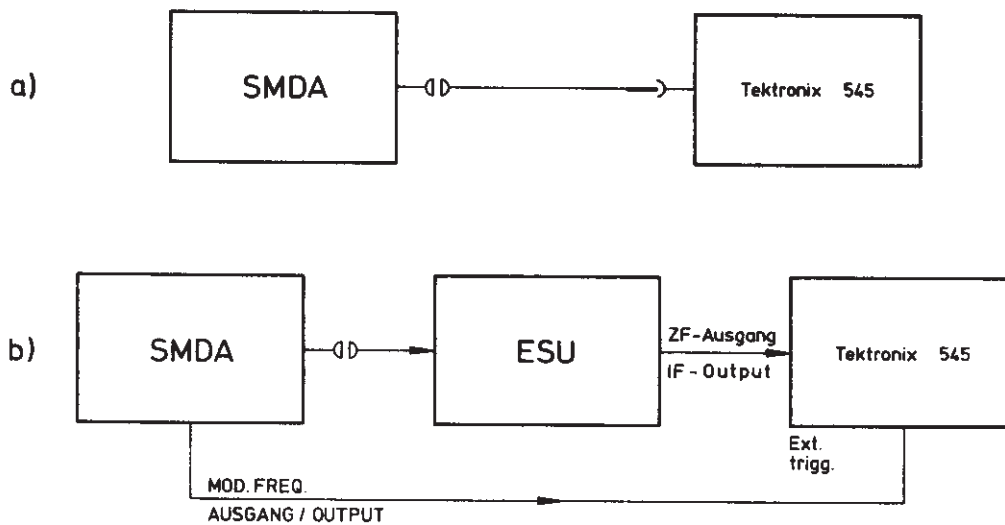 a)
SMDA
Tektronix 545
b)
SMDA
ESU
ZF-Ausgang
IF-Output
Tektronix 545
Ext.
trigg.
MOD. FREQ.
AUSGANG / OUTPUT